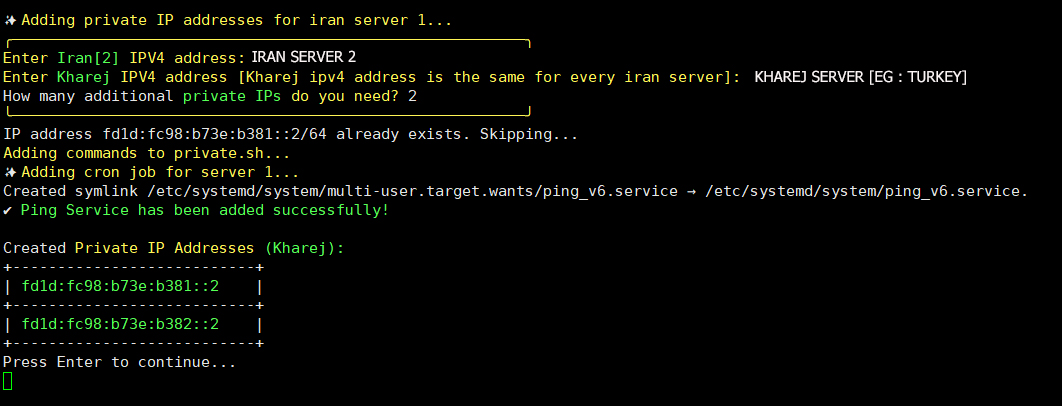 ✨Adding private IP addresses for iran server 1...
╭──────────────────────────────────────────────────────────╮
Enter Iran[2] IPV4 address: IRAN SERVER 2
Enter Kharej IPV4 address [Kharej ipv4 address is the same for every iran server]: KHAREJ SERVER [EG : TURKEY]
How many additional private IPs do you need? 2
╰──────────────────────────────────────────────────────────╯
IP address fd1d:fc98:b73e:b381::2/64 already exists. Skipping...
Adding commands to private.sh...
✨Adding cron job for server 1...
Created symlink /etc/systemd/system/multi-user.target.wants/ping_v6.service → /etc/systemd/system/ping_v6.service.
✔ Ping Service has been added successfully!
Created Private IP Addresses (Kharej):
+---------------------------+
| fd1d:fc98:b73e:b381::2    |
+---------------------------+
| fd1d:fc98:b73e:b382::2    |
+---------------------------+
Press Enter to continue...